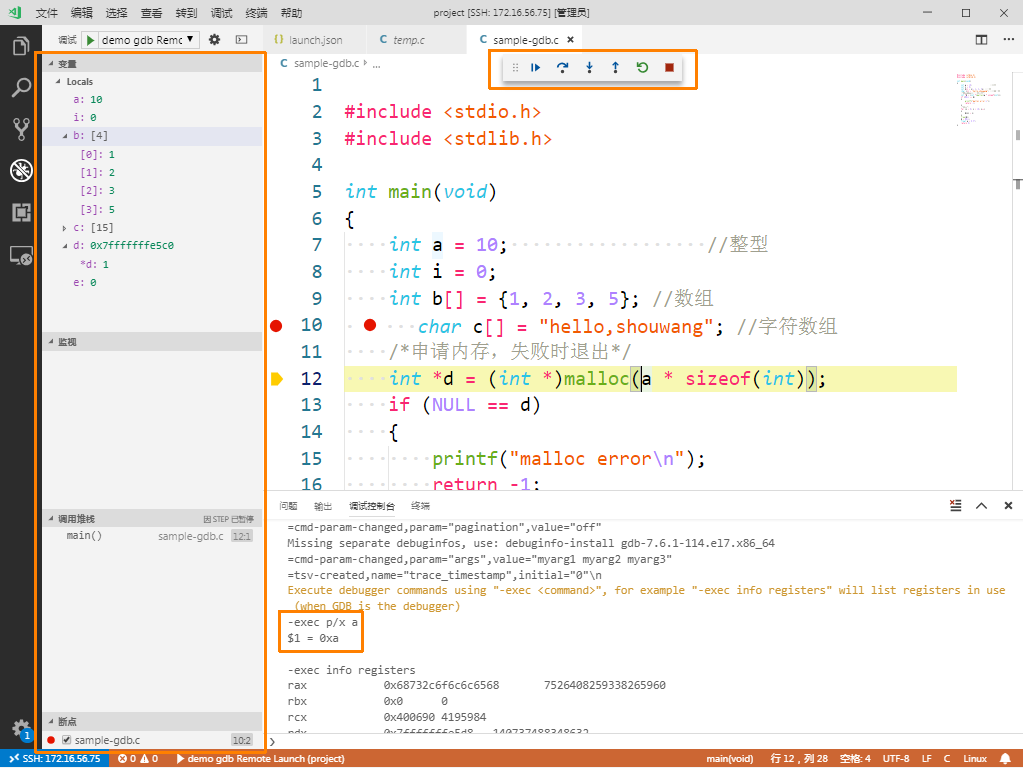 文件 编辑 选择 查看 转到 调试 终端 帮助 project [SSH: 172.16.56.75] [管理员]
调试 demo gdb Remc
{} launch.json C temp.c C sample-gdb.c
变量
Locals
a: 10
i: 0
b: [4]
[0]: 1
[1]: 2
[2]: 3
[3]: 5
c: [15]
d: 0x7fffffffe5c0
*d: 1
e: 0
监视
调用堆栈 因 STEP 已暂停
main() sample-gdb.c 12:1
断点
sample-gdb.c 10:2
C sample-gdb.c › ...
1
2 #include <stdio.h>
3 #include <stdlib.h>
4
5 int main(void)
6 {
7 int a = 10; //整型
8 int i = 0;
9 int b[] = {1, 2, 3, 5}; //数组
10 char c[] = "hello,shouwang"; //字符数组
11 /*申请内存，失败时退出*/
12 int *d = (int *)malloc(a * sizeof(int));
13 if (NULL == d)
14 {
15 printf("malloc error\n");
16 return -1;
问题 输出 调试控制台 终端
=cmd-param-changed,param="pagination",value="off"
Missing separate debuginfos, use: debuginfo-install gdb-7.6.1-114.el7.x86_64
=cmd-param-changed,param="args",value="myarg1 myarg2 myarg3"
=tsv-created,name="trace_timestamp",initial="0"\n
Execute debugger commands using "-exec <command>", for example "-exec info registers" will list registers in use
(when GDB is the debugger)
-exec p/x a
$1 = 0xa
-exec info registers
rax 0x68732c6f6c6c6568 7526408259338265960
rbx 0x0 0
rcx 0x400690 4195984
1
SSH: 172.16.56.75 0 0 demo gdb Remote Launch (project) main(void) 行 12，列 28 空格: 4 UTF-8 LF C Linux